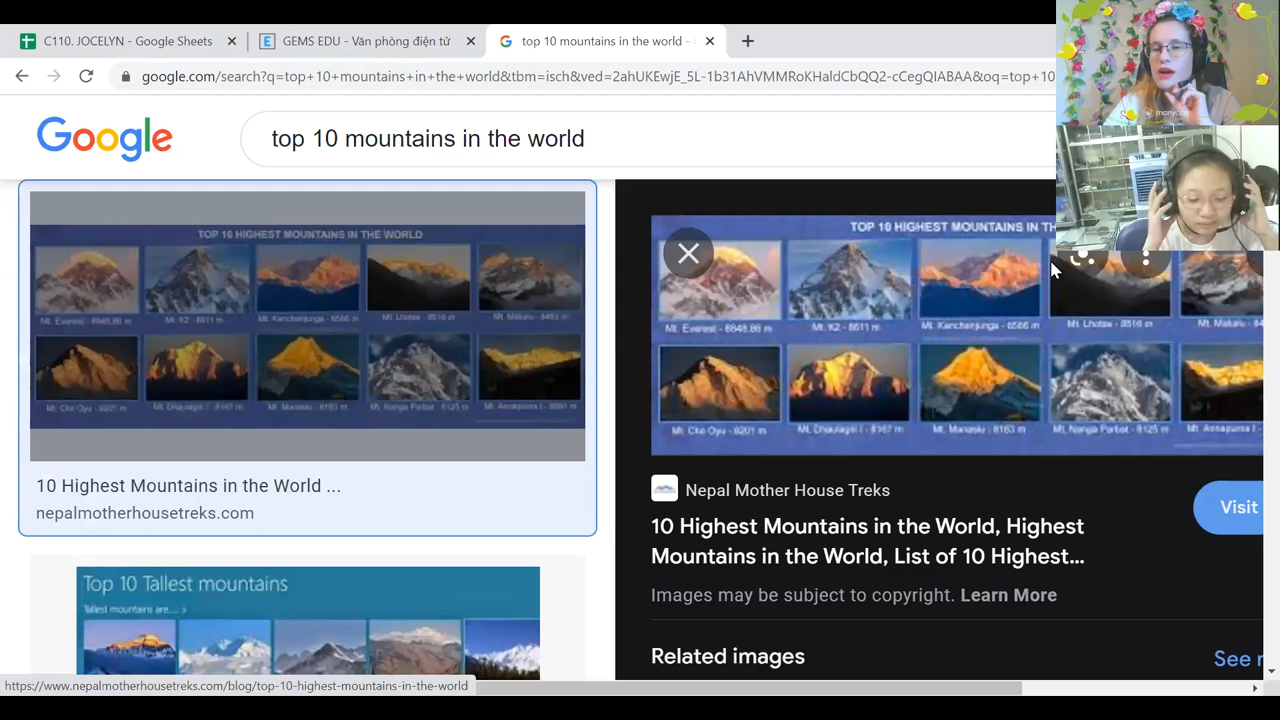 C110. JOCELYN - Google Sheets
GEMS EDU - Văn phòng điện tử
top 10 mountains in the world -
google.com/search?q=top+10+mountains+in+the+world&tbm=isch&ved=2ahUKEwjE_5L-1b31AhVMMRoKHaldCbQQ2-cCegQIABAA&oq=top+10
Google
top 10 mountains in the world
TOP 10 HIGHEST MOUNTAINS IN THE WORLD
Mt. Everest - 8848.86 m
Mt. K2 - 8611 m
Mt. Kanchenjunga - 8586 m
Mt. Lhotse - 8516 m
Mt. Makalu - 8463 m
Mt. Cho Oyu - 8201 m
Mt. Dhaulagiri I - 8167 m
Mt. Manaslu - 8163 m
Mt. Nanga Parbat - 8125 m
Mt. Annapurna I - 8091 m
10 Highest Mountains in the World ...
nepalmotherhousetreks.com
Top 10 Tallest mountains
Tallest mountains are.... >
TOP 10 HIGHEST MOUNTAINS IN TH
Mt. Everest - 8848.86 m
Mt. K2 - 8611 m
Mt. Kanchenjunga - 8586 m
Mt. Lhotse - 8516 m
Mt. Makalu - 8463
Mt. Cho Oyu - 8201 m
Mt. Dhaulagiri I - 8167 m
Mt. Manaslu - 8163 m
Mt. Nanga Parbat - 8125 m
Mt. Annapurna I -
Nepal Mother House Treks
Visit
10 Highest Mountains in the World, Highest
Mountains in the World, List of 10 Highest...
Images may be subject to copyright. Learn More
Related images
See
https://www.nepalmotherhousetreks.com/blog/top-10-highest-mountains-in-the-world